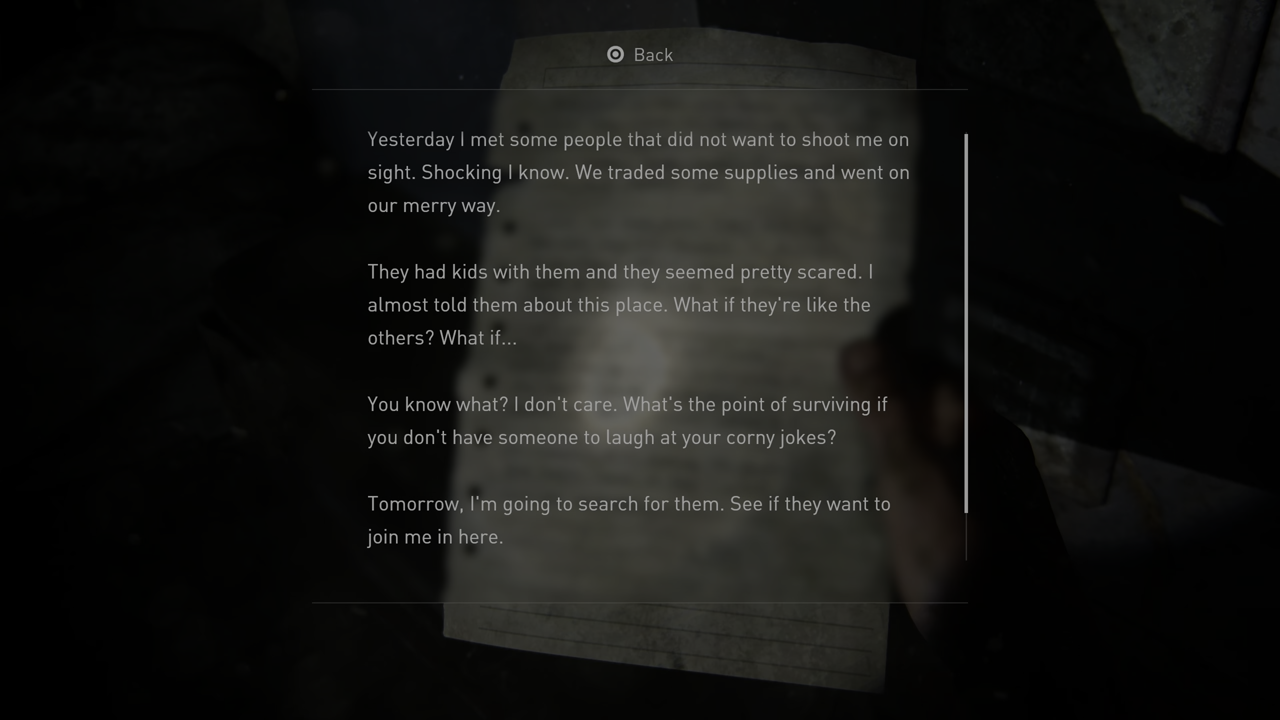 Back
Yesterday I met some people that did not want to shoot me on
sight. Shocking I know. We traded some supplies and went on
our merry way.
They had kids with them and they seemed pretty scared. I
almost told them about this place. What if they're like the
others? What if...
You know what? I don't care. What's the point of surviving if
you don't have someone to laugh at your corny jokes?
Tomorrow, I'm going to search for them. See if they want to
join me in here.